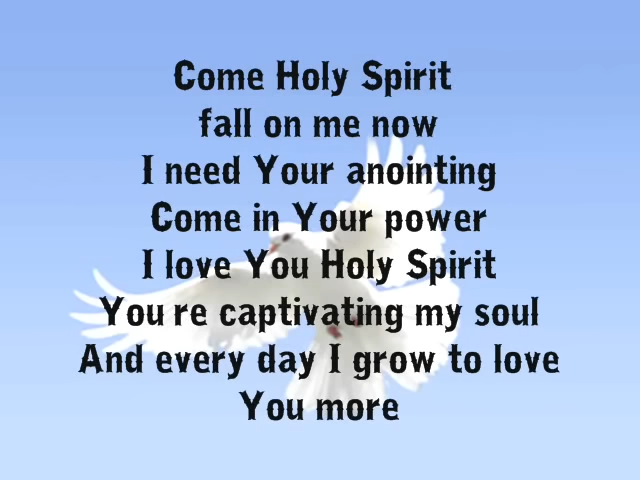 Come Holy Spirit
fall on me now
I need Your anointing
Come in Your power
I love You Holy Spirit
You're captivating my soul
And every day I grow to love
You more